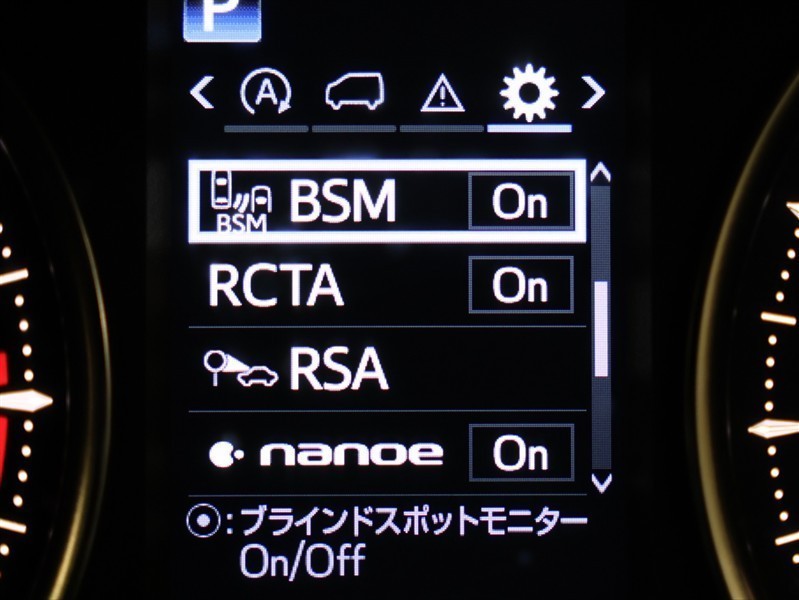 P
A
BSM BSM On
RCTA On
RSA
nanoe On
:ブラインドスポットモニター
On/Off